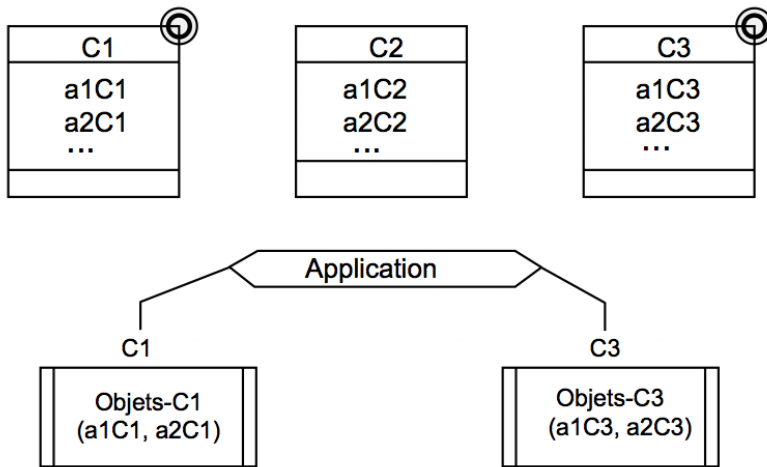 C1
a1C1
a2C1
...
C2
a1C2
a2C2
...
C3
a1C3
a2C3
...
Application
C1
C3
Objets-C1
(a1C1, a2C1)
Objets-C3
(a1C3, a2C3)